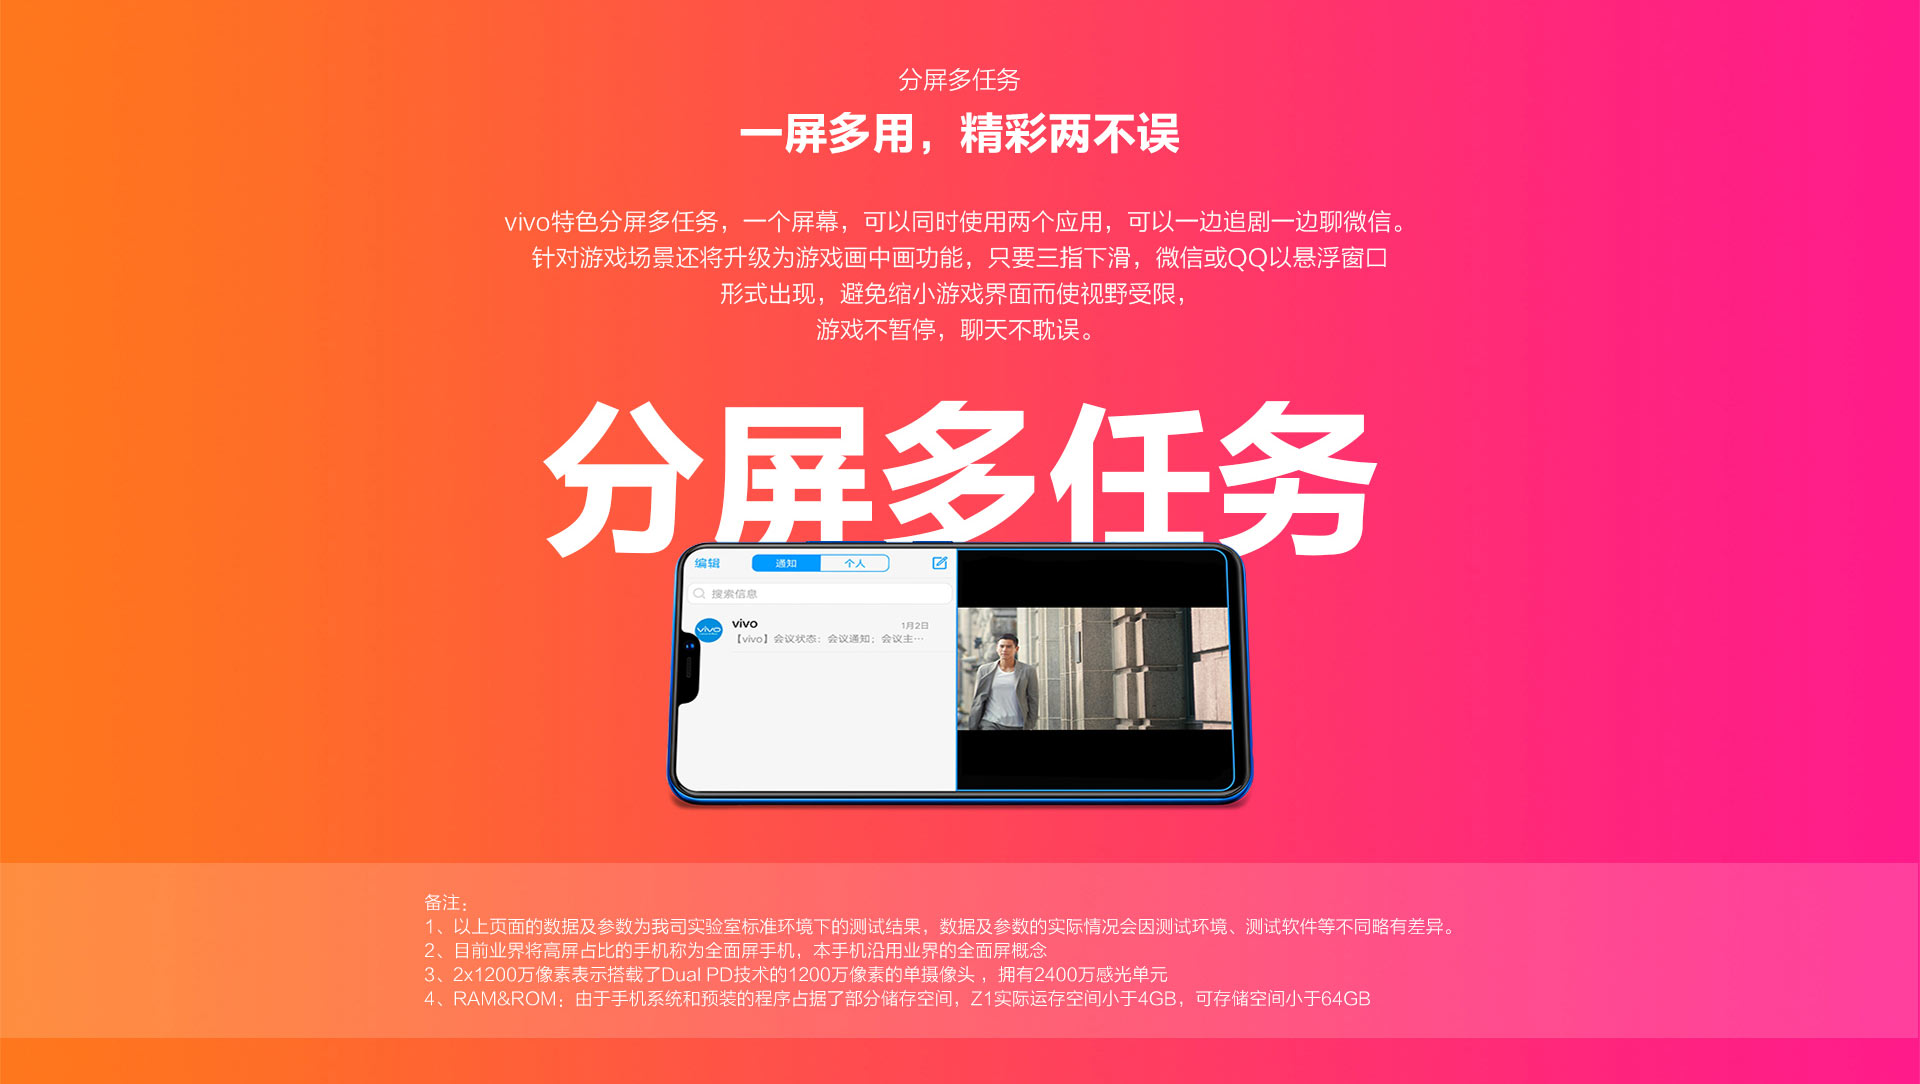 分屏多任务
一屏多用，精彩两不误
vivo特色分屏多任务，一个屏幕，可以同时使用两个应用，可以一边追剧一边聊微信。
针对游戏场景还将升级为游戏画中画功能，只要三指下滑，微信或QQ以悬浮窗口
形式出现，避免缩小游戏界面而使视野受限，
游戏不暂停，聊天不耽误。
分屏多任务
编辑 通知 个人
搜索信息
vivo vivo 1月2日
【vivo】会议状态：会议通知；会议主…
备注：
1、以上页面的数据及参数为我司实验室标准环境下的测试结果，数据及参数的实际情况会因测试环境、测试软件等不同略有差异。
2、目前业界将高屏占比的手机称为全面屏手机，本手机沿用业界的全面屏概念
3、2x1200万像素表示搭载了Dual PD技术的1200万像素的单摄像头，拥有2400万感光单元
4、RAM&ROM：由于手机系统和预装的程序占据了部分储存空间，Z1实际运存空间小于4GB，可存储空间小于64GB